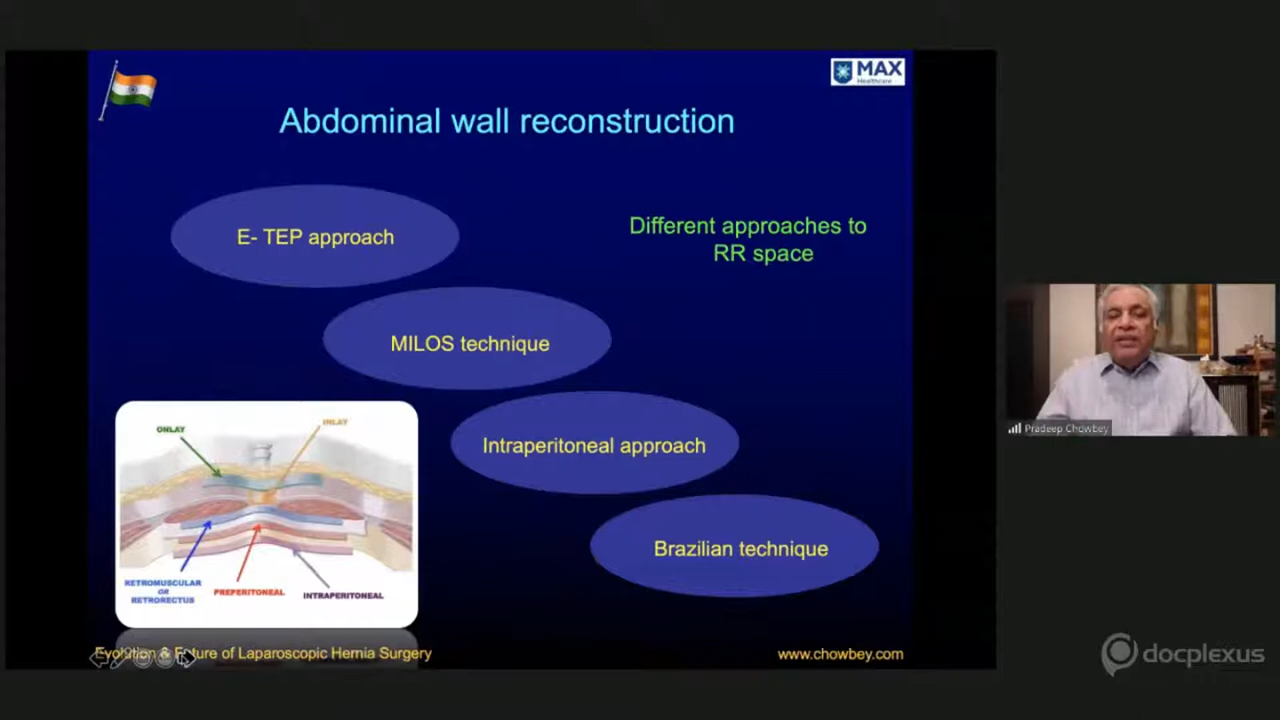 MAX
Healthcare
Abdominal wall reconstruction
E- TEP approach
Different approaches to
RR space
MILOS technique
Intraperitoneal approach
Brazilian technique
ONLAY
INLAY
RETROMUSCULAR
OR
RETRORECTUS
PREPERITONEAL
INTRAPERITONEAL
Evolution & Future of Laparoscopic Hernia Surgery
www.chowbey.com
Pradeep Chowbey
docplexus